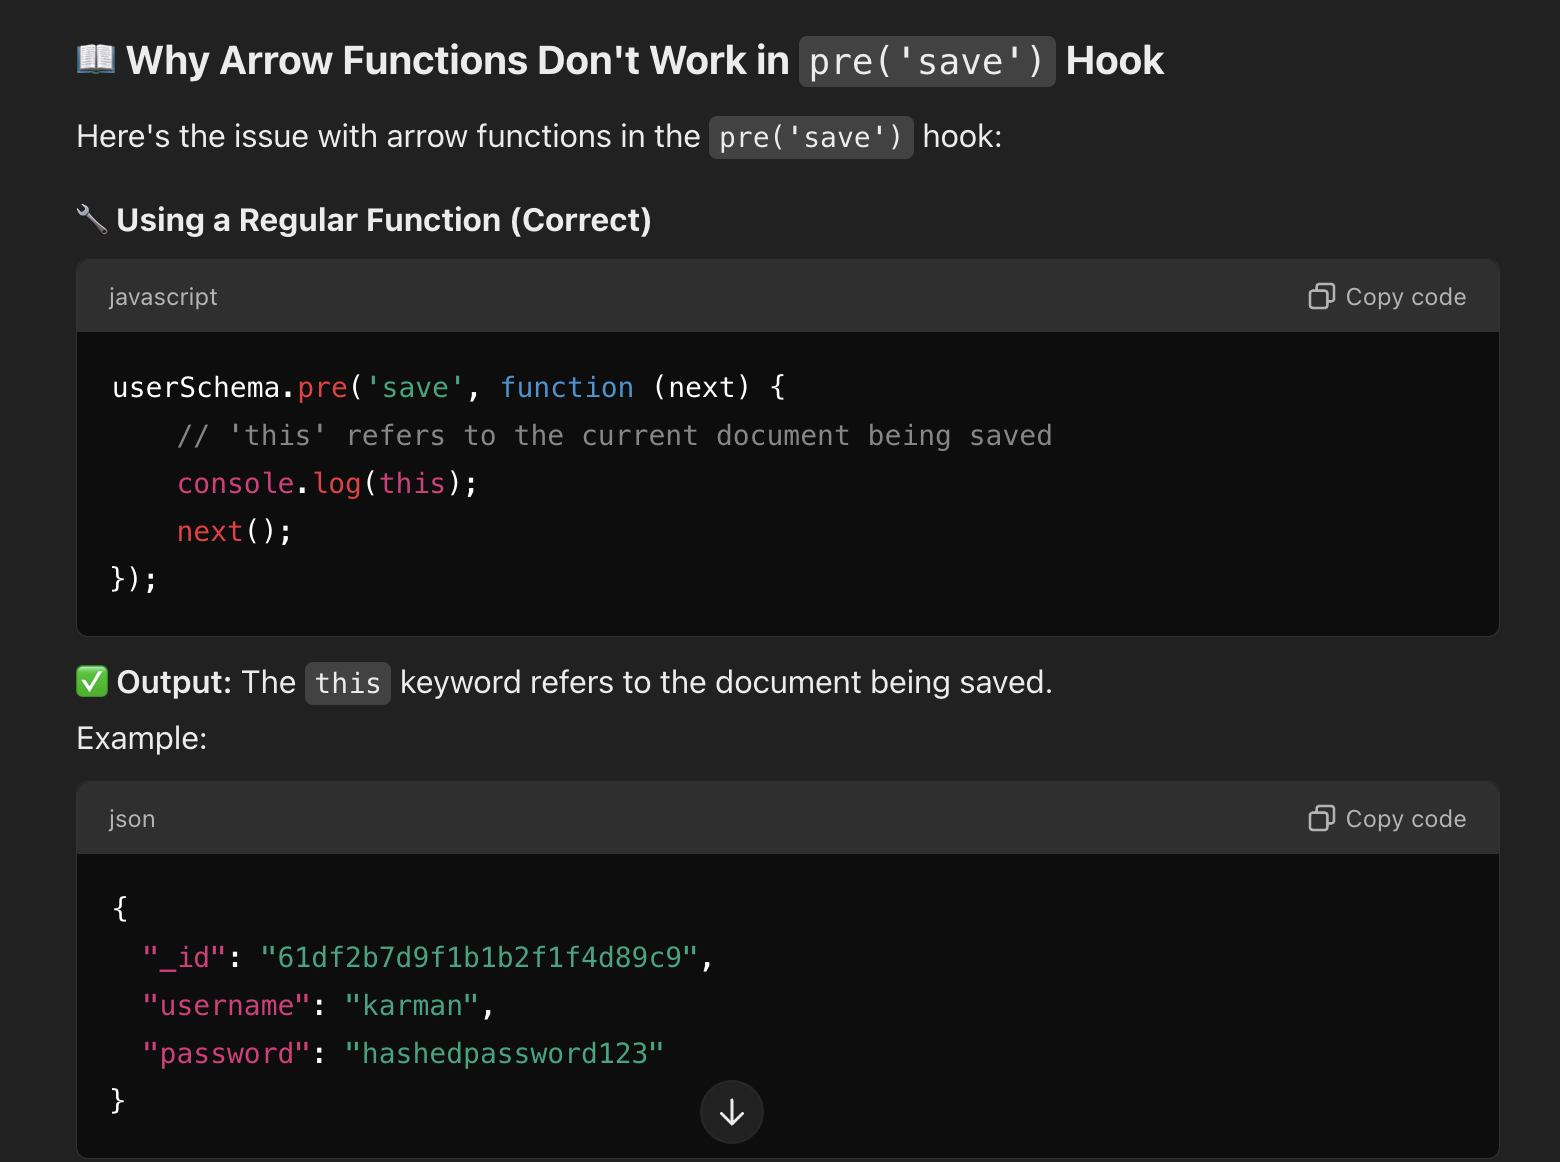 📖 Why Arrow Functions Don't Work in pre('save') Hook
Here's the issue with arrow functions in the pre('save') hook:
🔧 Using a Regular Function (Correct)
javascript
Copy code
userSchema.pre('save', function (next) {
    // 'this' refers to the current document being saved
    console.log(this);
    next();
});
✅ Output: The this keyword refers to the document being saved.
Example:
json
Copy code
{
  "_id": "61df2b7d9f1b1b2f1f4d89c9",
  "username": "karman",
  "password": "hashedpassword123"
}